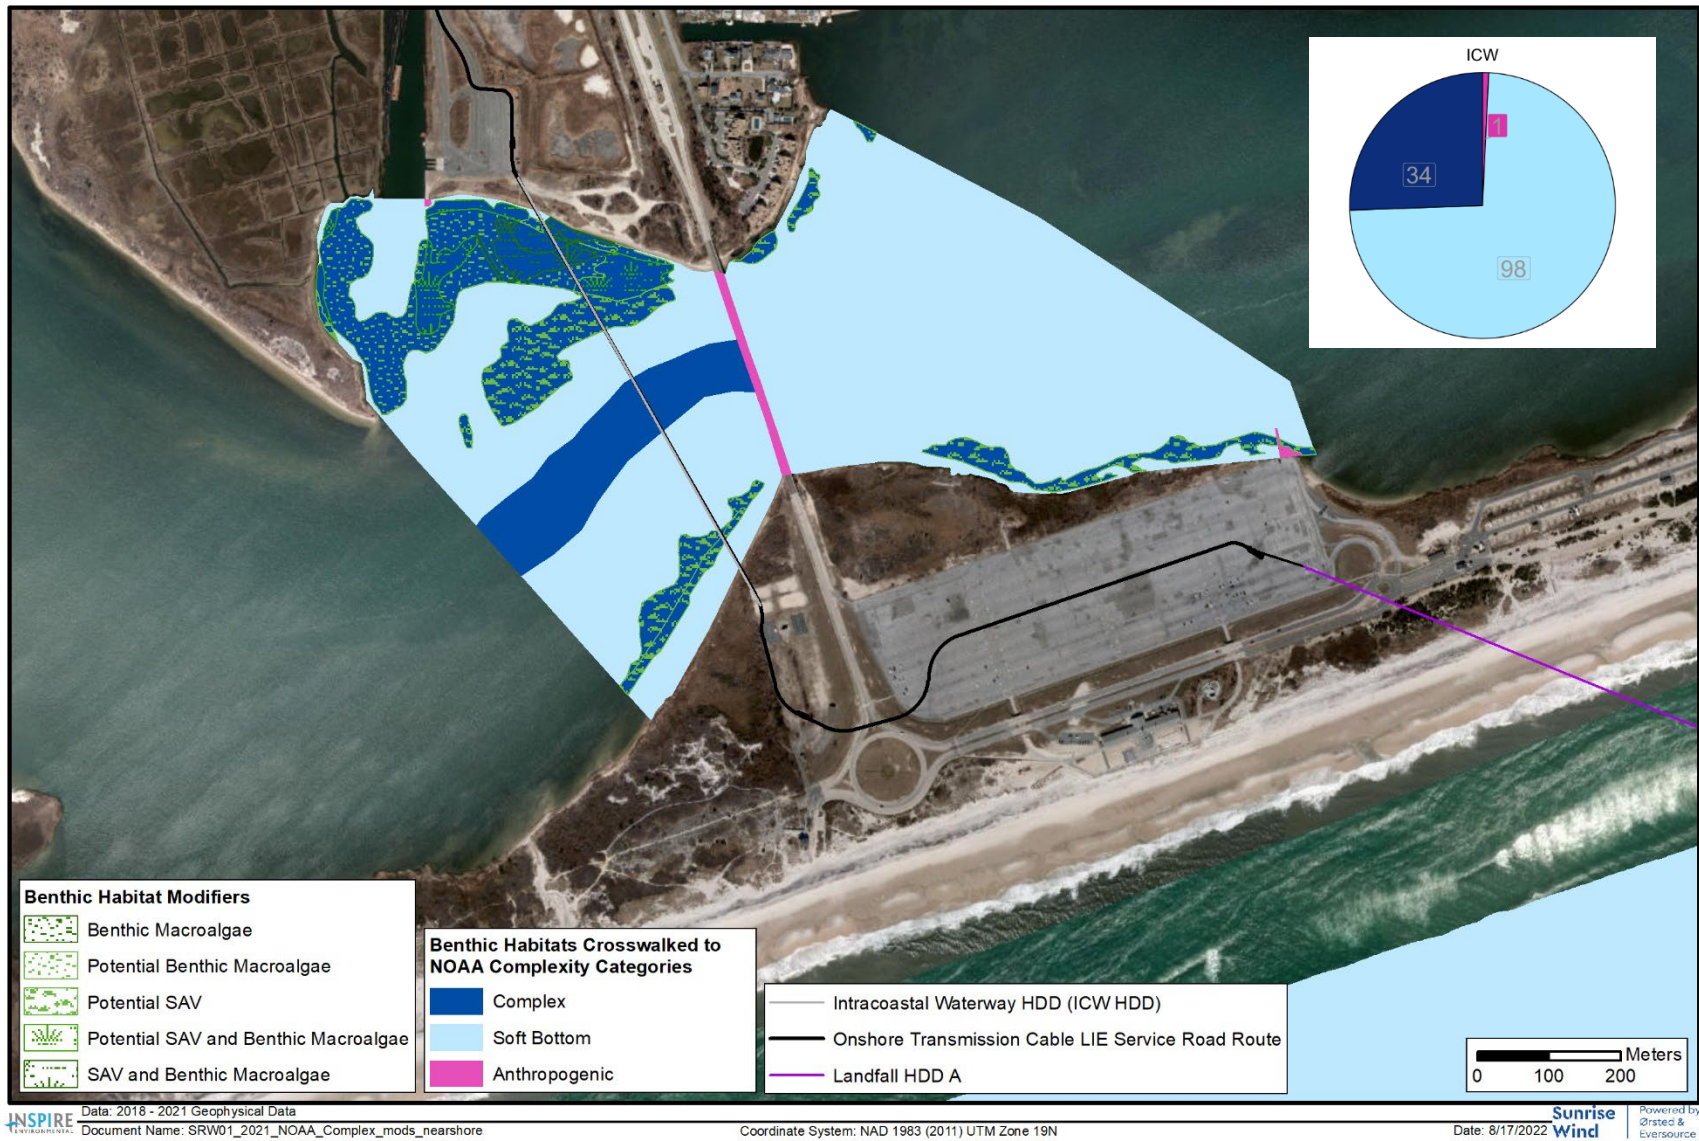 ICW
1
34
98
Benthic Habitat Modifiers
Benthic Macroalgae
Potential Benthic Macroalgae
Potential SAV
Potential SAV and Benthic Macroalgae
SAV and Benthic Macroalgae
Benthic Habitats Crosswalked to
NOAA Complexity Categories
Complex
Soft Bottom
Anthropogenic
Intracoastal Waterway HDD (ICW HDD)
Onshore Transmission Cable LIE Service Road Route
Landfall HDD A
Meters
0 100 200
INSPIRE
ENVIRONMENTAL
Data: 2018 - 2021 Geophysical Data
Document Name: SRW01_2021_NOAA_Complex_mods_nearshore
Coordinate System: NAD 1983 (2011) UTM Zone 19N
Date: 8/17/2022
Sunrise
Wind
Powered by
Ørsted &
Eversource